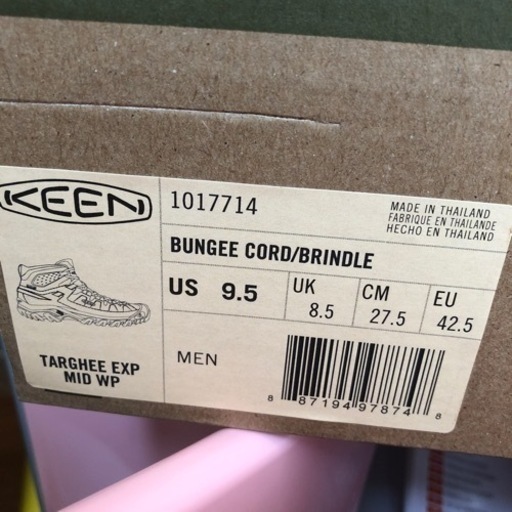 KEEN
1017714
MADE IN THAILAND
FABRIQUE EN THAILANDE
HECHO EN THAILAND
BUNGEE CORD/BRINDLE
US 9.5
UK 8.5
CM 27.5
EU 42.5
TARGHEE EXP
MID WP
MEN
8 87194 97874 8